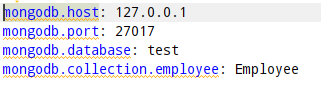 mongodb.host: 127.0.0.1
mongodb.port: 27017
mongodb.database: test
mongodb.collection.employee: Employee